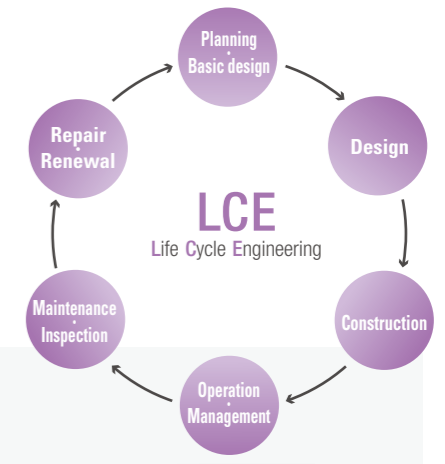 Planning
・
Basic design
Design
Construction
Operation
・
Management
Maintenance
・
Inspection
Repair
・
Renewal
LCE
Life Cycle Engineering